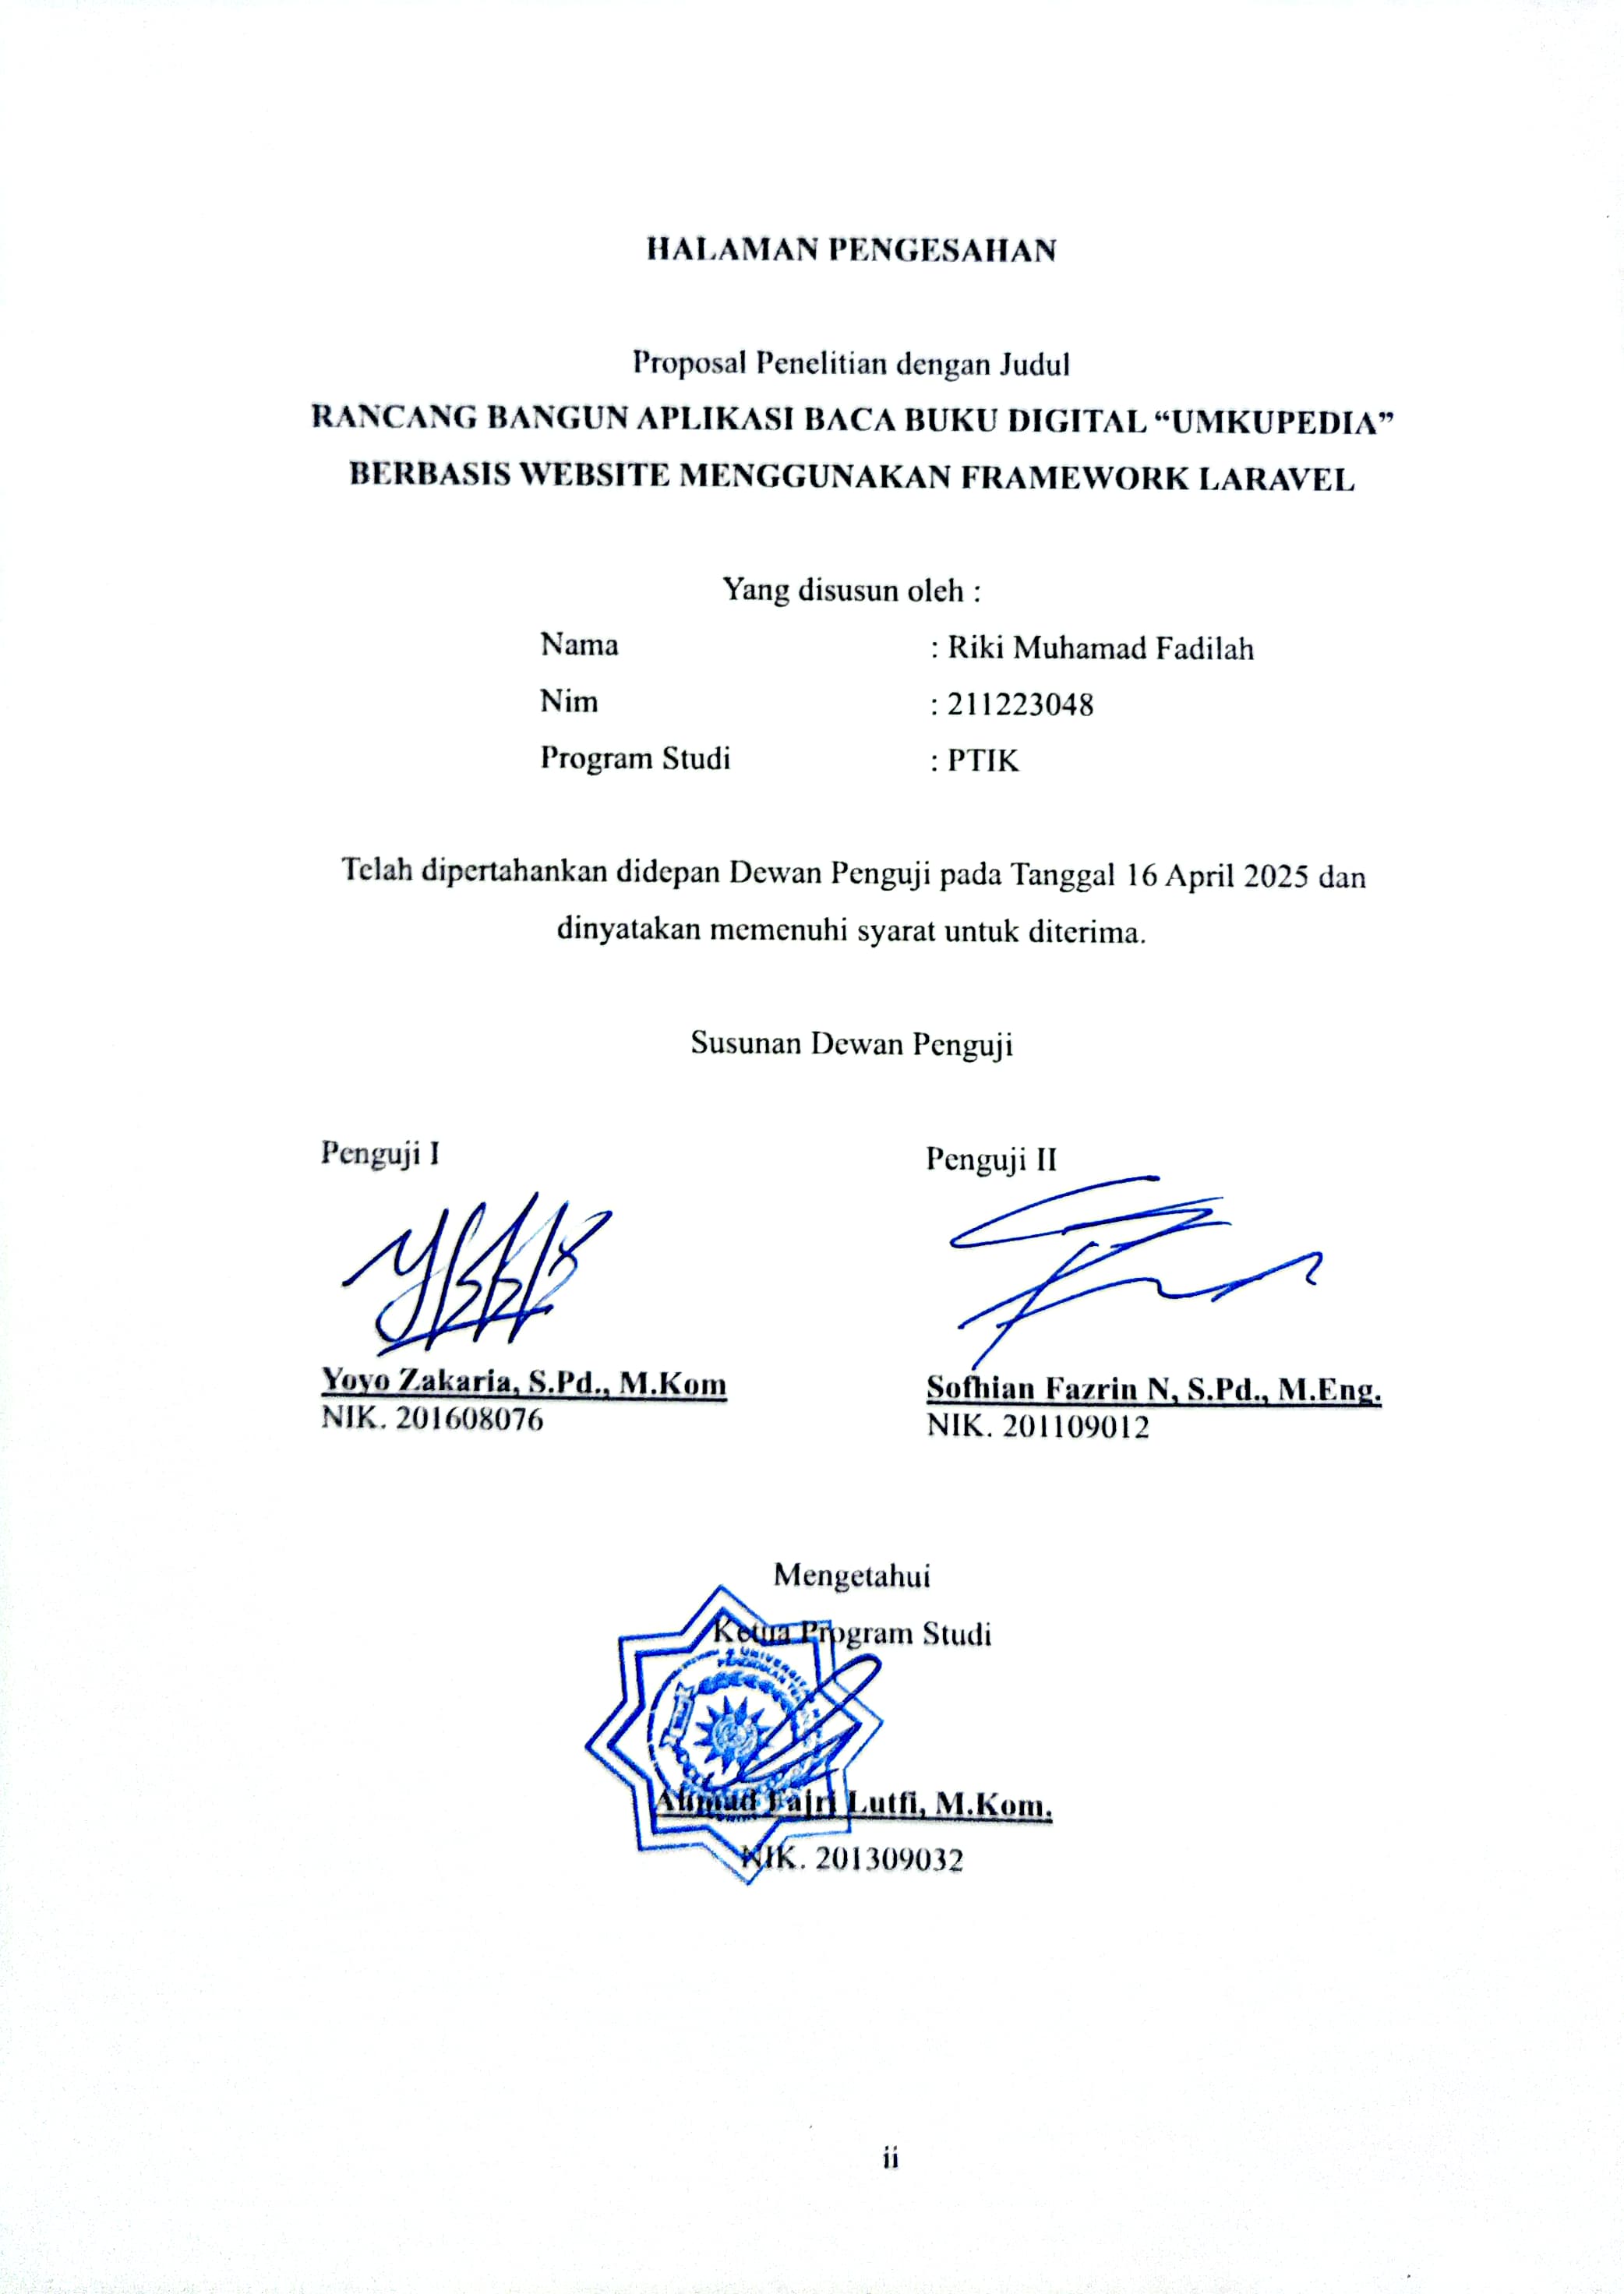 HALAMAN PENGESAHAN
Proposal Penelitian dengan Judul
RANCANG BANGUN APLIKASI BACA BUKU DIGITAL “UMKUPEDIA”
BERBASIS WEBSITE MENGGUNAKAN FRAMEWORK LARAVEL
Yang disusun oleh :
Nama : Riki Muhamad Fadilah
Nim : 211223048
Program Studi : PTIK
Telah dipertahankan didepan Dewan Penguji pada Tanggal 16 April 2025 dan
dinyatakan memenuhi syarat untuk diterima.
Susunan Dewan Penguji
Penguji I Penguji II
Yoyo Zakaria, S.Pd., M.Kom Sofhian Fazrin N, S.Pd., M.Eng.
NIK. 201608076 NIK. 201109012
Mengetahui
Ketua Program Studi
Ahmad Fajri Lutfi, M.Kom.
NIK. 201309032
ii